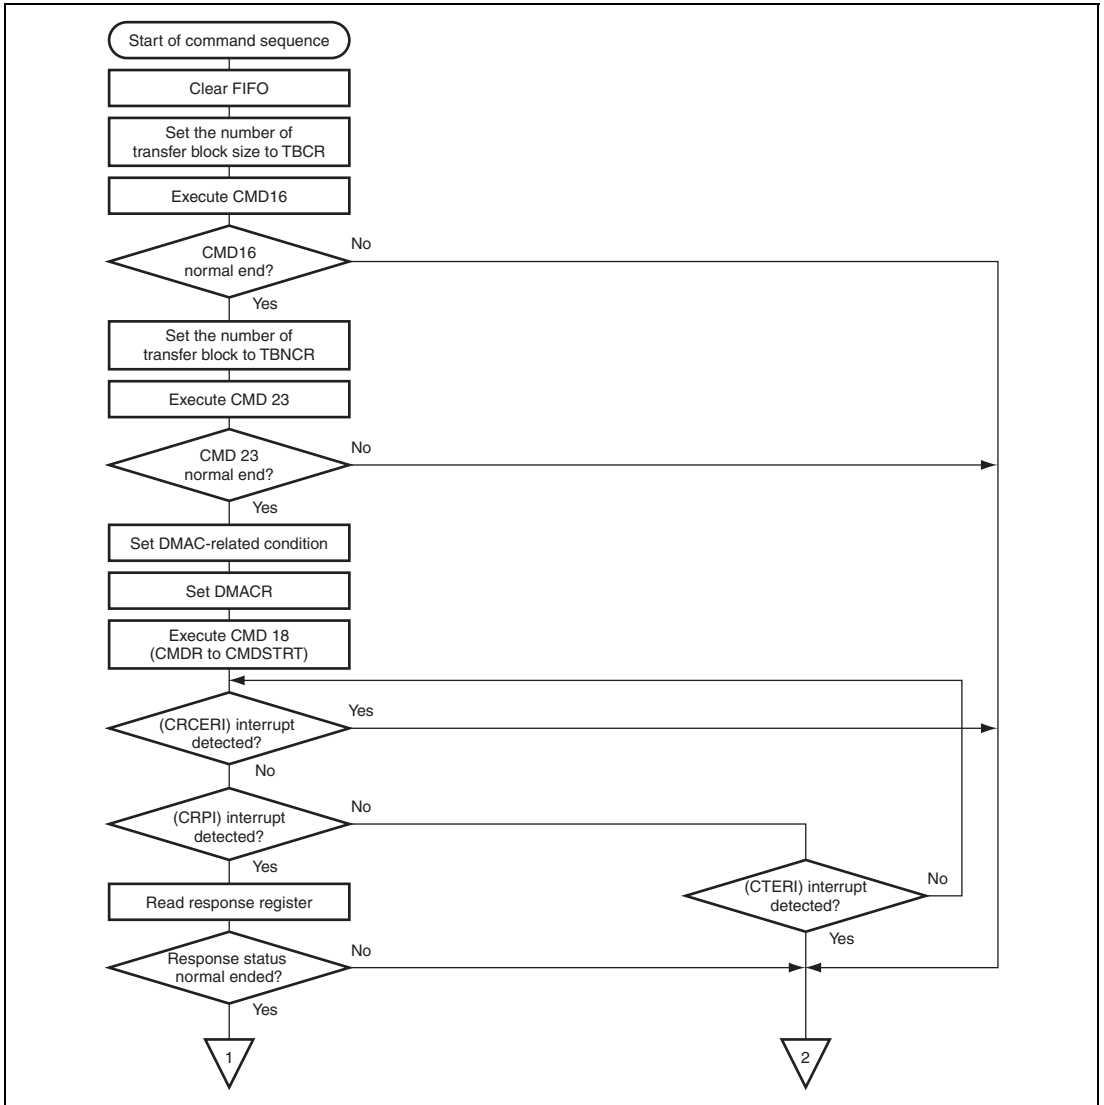 Start of command sequence
Clear FIFO
Set the number of
transfer block size to TBCR
Execute CMD16
CMD16
normal end?
No
Yes
Set the number of
transfer block to TBNCR
Execute CMD 23
CMD 23
normal end?
No
Yes
Set DMAC-related condition
Set DMACR
Execute CMD 18
(CMDR to CMDSTRT)
(CRCERI) interrupt
detected?
Yes
No
(CRPI) interrupt
detected?
No
Yes
(CTERI) interrupt
detected?
No
Yes
Read response register
Response status
normal ended?
No
Yes
1
2